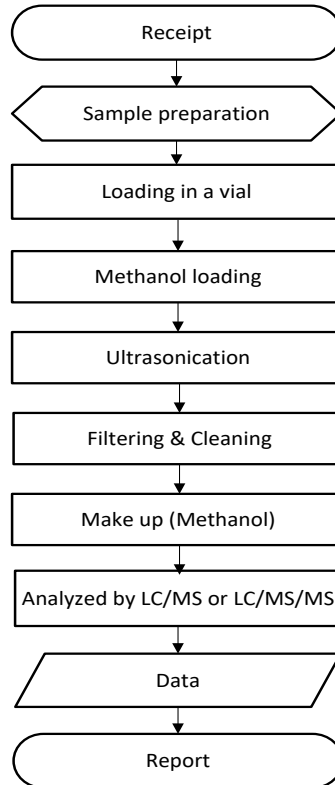 Receipt
Sample preparation
Loading in a vial
Methanol loading
Ultrasonication
Filtering & Cleaning
Make up (Methanol)
Analyzed by LC/MS or LC/MS/MS
Data
Report